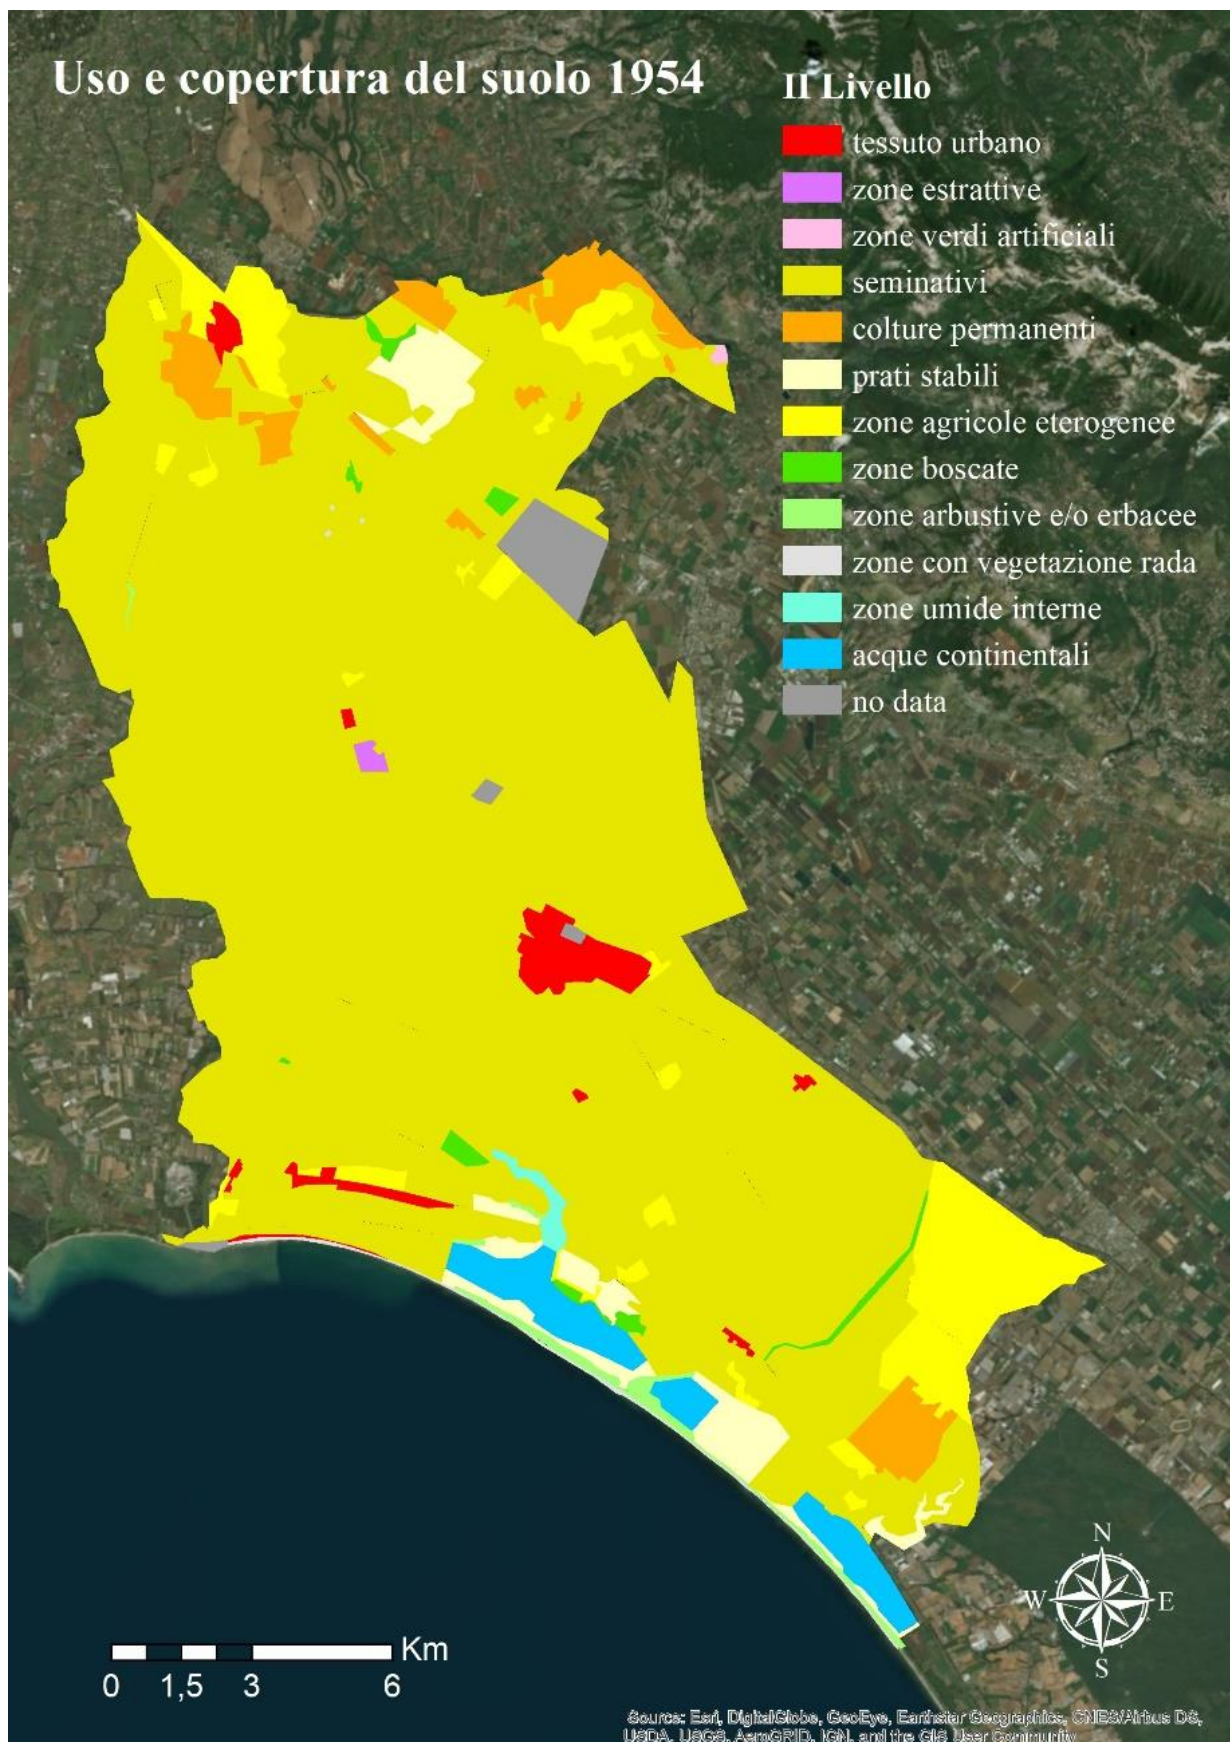 Uso e copertura del suolo 1954
II Livello
tessuto urbano
zone estrattive
zone verdi artificiali
seminativi
colture permanenti
prati stabili
zone agricole eterogenee
zone boscate
zone arbustive e/o erbacee
zone con vegetazione rada
zone umide interne
acque continentali
no data
N
W E
S
Km
0 1,5 3 6
Source: Esri, DigitalGlobe, GeoEye, Earthstar Geographics, CNES/Airbus DS,
USDA, USGS, AeroGRID, IGN, and the GIS User Community